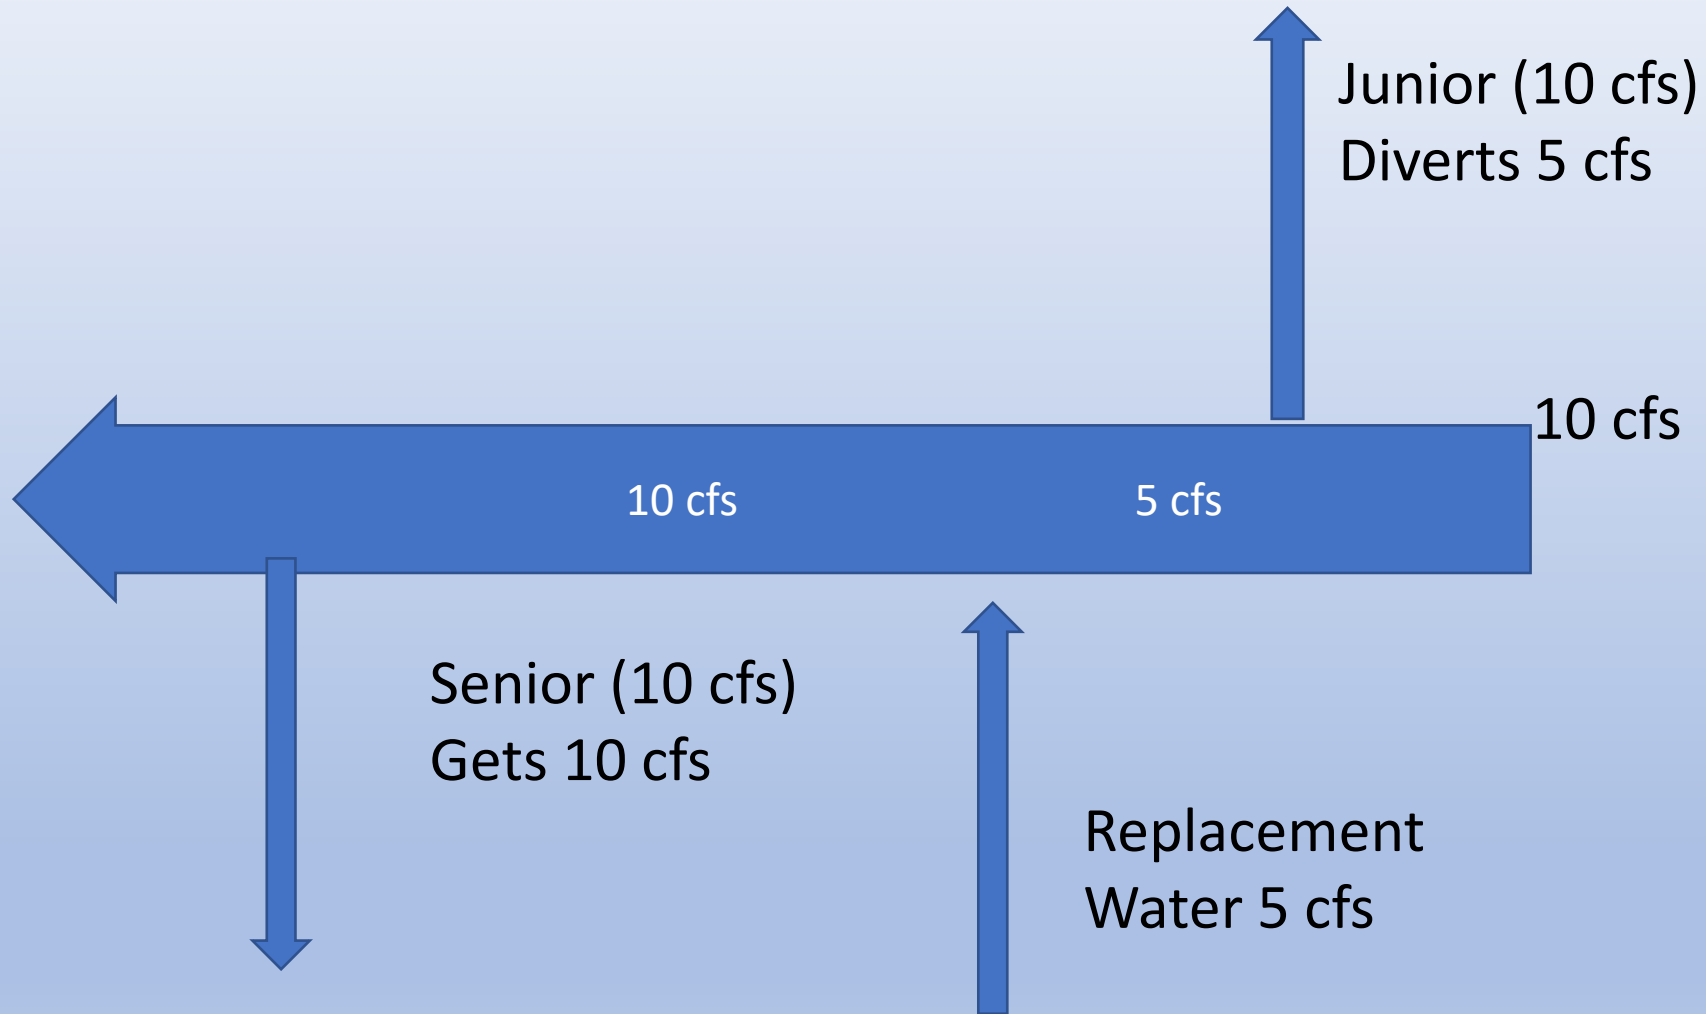 Junior (10 cfs)
Diverts 5 cfs
10 cfs
10 cfs
5 cfs
Senior (10 cfs)
Gets 10 cfs
Replacement
Water 5 cfs